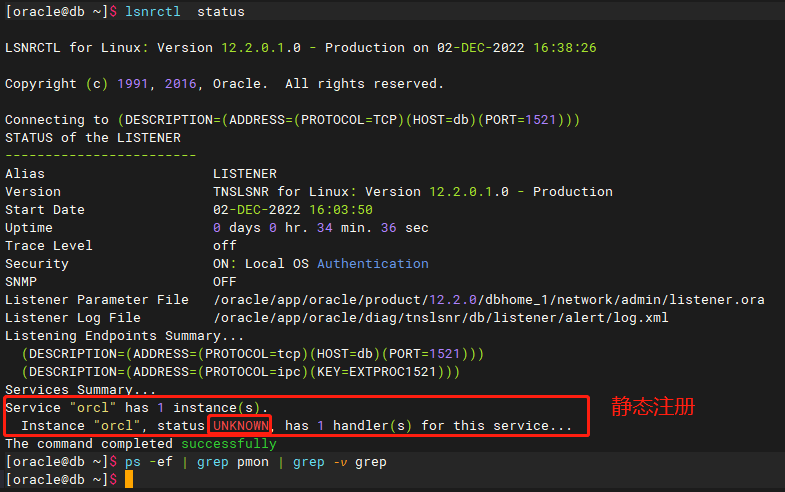 [oracle@db ~]$ lsnrctl  status
LSNRCTL for Linux: Version 12.2.0.1.0 - Production on 02-DEC-2022 16:38:26
Copyright (c) 1991, 2016, Oracle.  All rights reserved.
Connecting to (DESCRIPTION=(ADDRESS=(PROTOCOL=TCP)(HOST=db)(PORT=1521)))
STATUS of the LISTENER
------------------------
Alias                     LISTENER
Version                   TNSLSNR for Linux: Version 12.2.0.1.0 - Production
Start Date                02-DEC-2022 16:03:50
Uptime                    0 days 0 hr. 34 min. 36 sec
Trace Level               off
Security                  ON: Local OS Authentication
SNMP                      OFF
Listener Parameter File   /oracle/app/oracle/product/12.2.0/dbhome_1/network/admin/listener.ora
Listener Log File         /oracle/app/oracle/diag/tnslsnr/db/listener/alert/log.xml
Listening Endpoints Summary...
  (DESCRIPTION=(ADDRESS=(PROTOCOL=tcp)(HOST=db)(PORT=1521)))
  (DESCRIPTION=(ADDRESS=(PROTOCOL=ipc)(KEY=EXTPROC1521)))
Services Summary...
Service "orcl" has 1 instance(s).
  Instance "orcl", status UNKNOWN, has 1 handler(s) for this service...
静态注册
The command completed successfully
[oracle@db ~]$ ps -ef | grep pmon | grep -v grep
[oracle@db ~]$